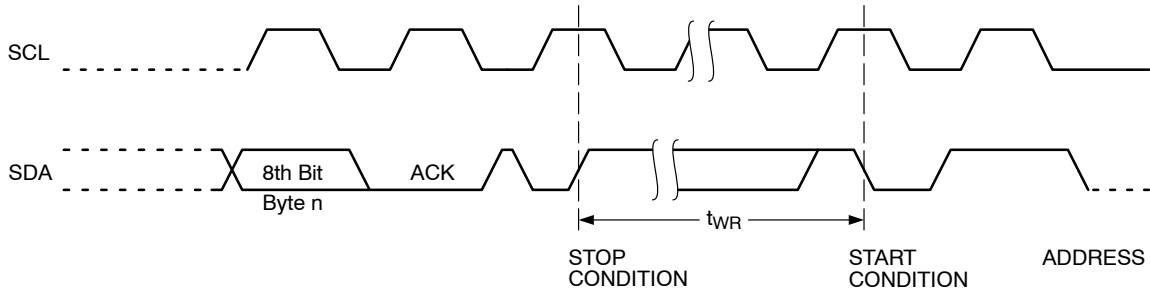 SCL
SDA
8th Bit
Byte n
ACK
tWR
STOP
CONDITION
START
CONDITION
ADDRESS